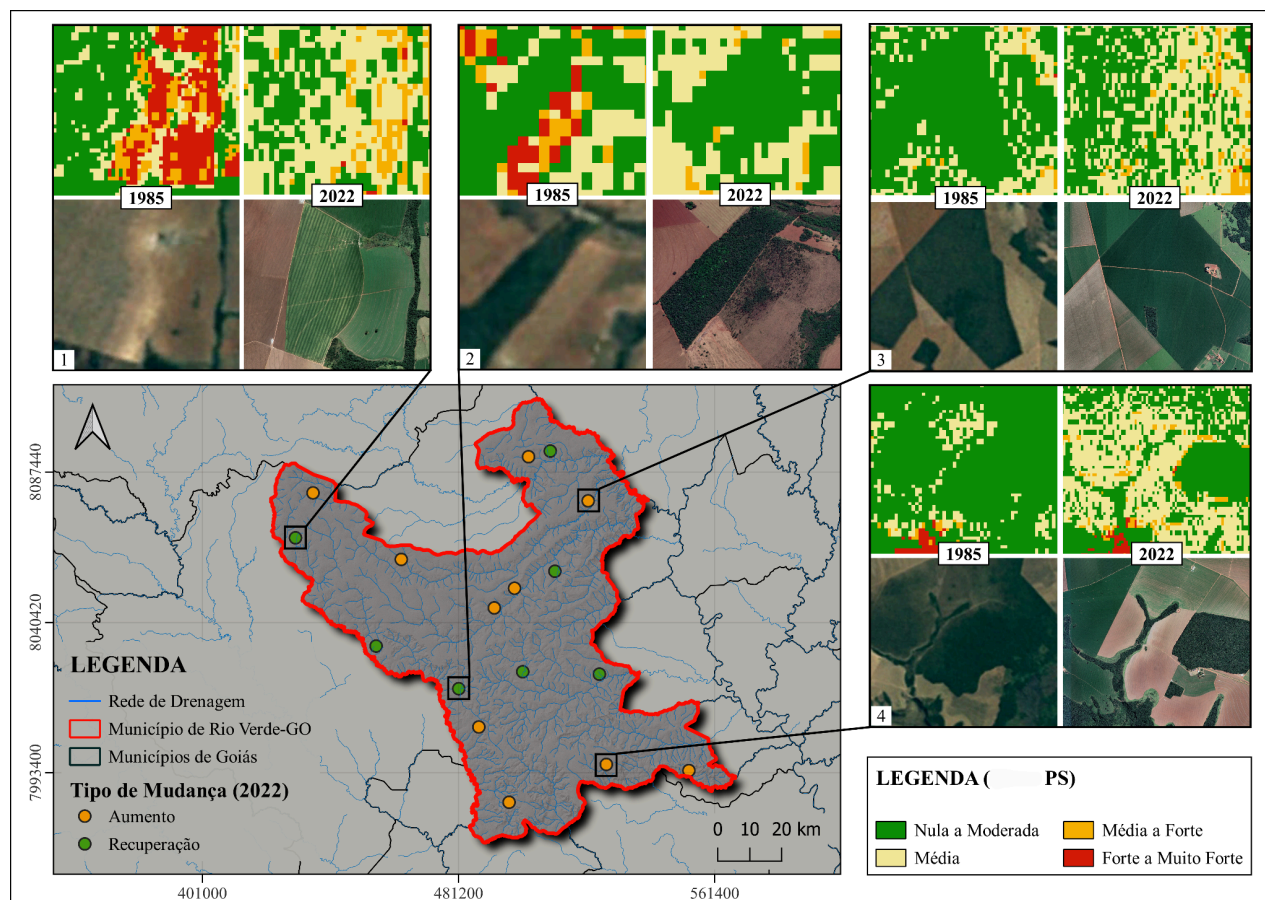 1985
2022
1
1985
2022
2
1985
2022
3
1985
2022
4
8087440
8040420
7993400
LEGENDA
Rede de Drenagem
Município de Rio Verde-GO
Municípios de Goiás
Tipo de Mudança (2022)
Aumento
Recuperação
0 10 20 km
401000
481200
561400
LEGENDA ( PS)
Nula a Moderada
Média a Forte
Média
Forte a Muito Forte